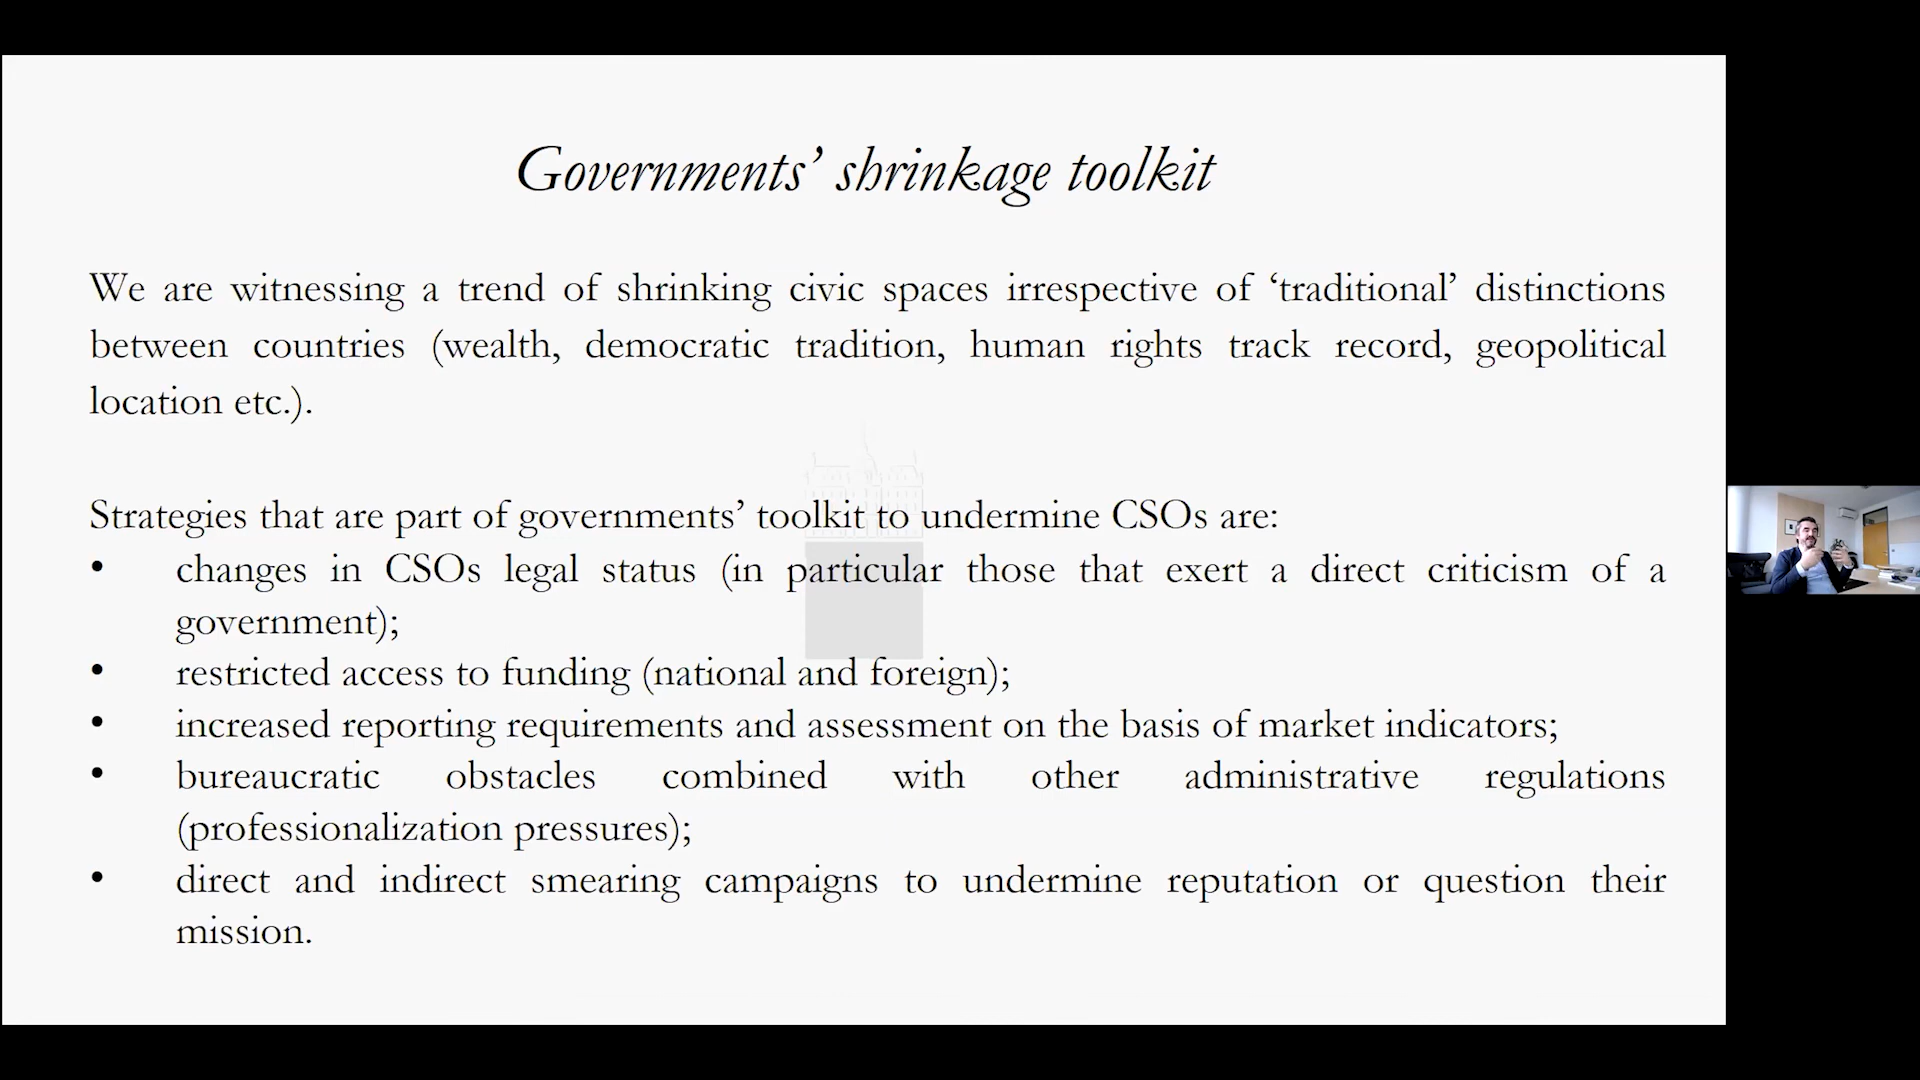 Governments’ shrinkage toolkit
We are witnessing a trend of shrinking civic spaces irrespective of ‘traditional’ distinctions
between countries (wealth, democratic tradition, human rights track record, geopolitical
location etc.).
Strategies that are part of governments’ toolkit to undermine CSOs are:
• changes in CSOs legal status (in particular those that exert a direct criticism of a
government);
• restricted access to funding (national and foreign);
• increased reporting requirements and assessment on the basis of market indicators;
• bureaucratic obstacles combined with other administrative regulations
(professionalization pressures);
• direct and indirect smearing campaigns to undermine reputation or question their
mission.